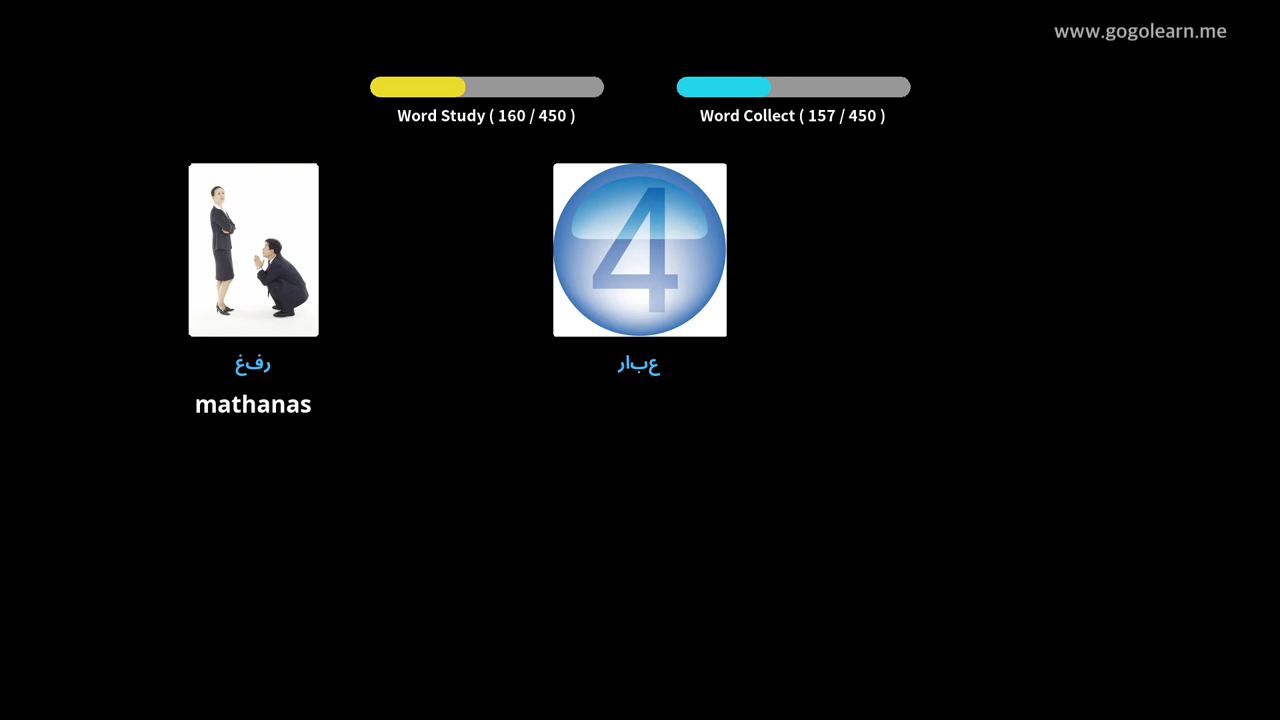 www.gogolearn.me
Word Study ( 160 / 450 )
Word Collect ( 157 / 450 )
رفغ
عبار
mathanas